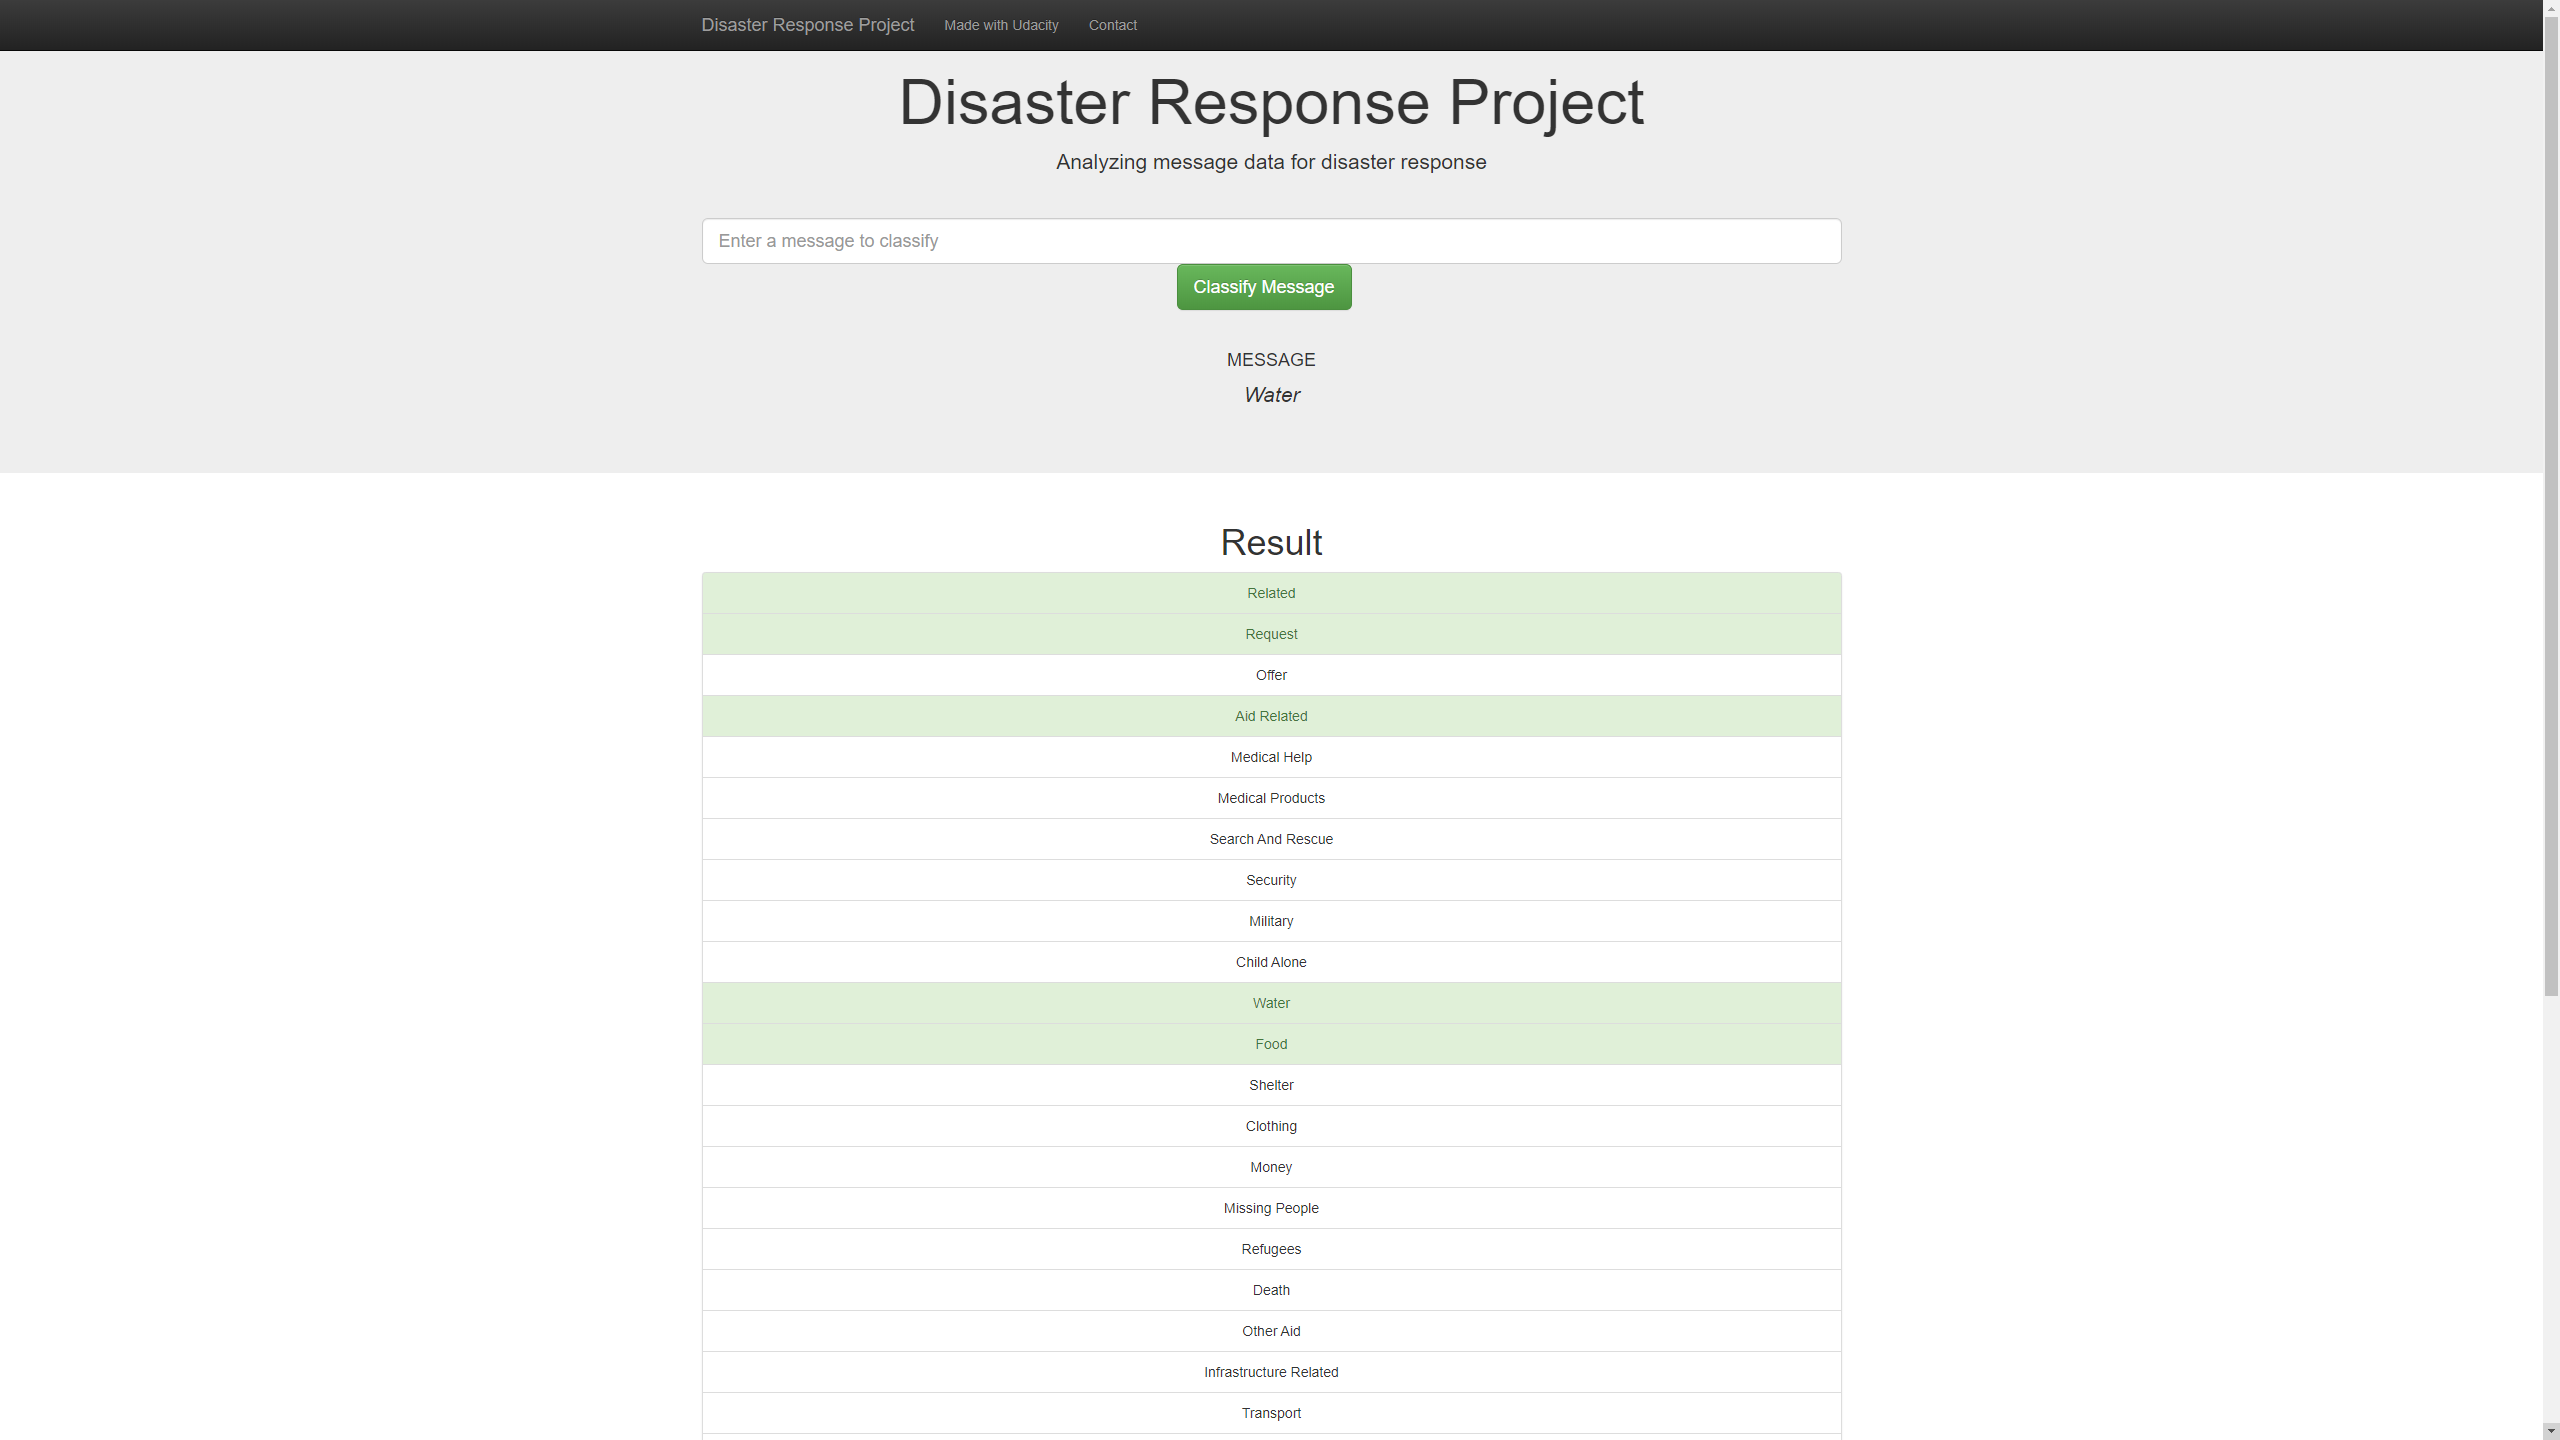 Disaster Response Project Made with Udacity Contact
Disaster Response Project
Analyzing message data for disaster response
Enter a message to classify
Classify Message
MESSAGE
Water
Result
Related
Request
Offer
Aid Related
Medical Help
Medical Products
Search And Rescue
Security
Military
Child Alone
Water
Food
Shelter
Clothing
Money
Missing People
Refugees
Death
Other Aid
Infrastructure Related
Transport